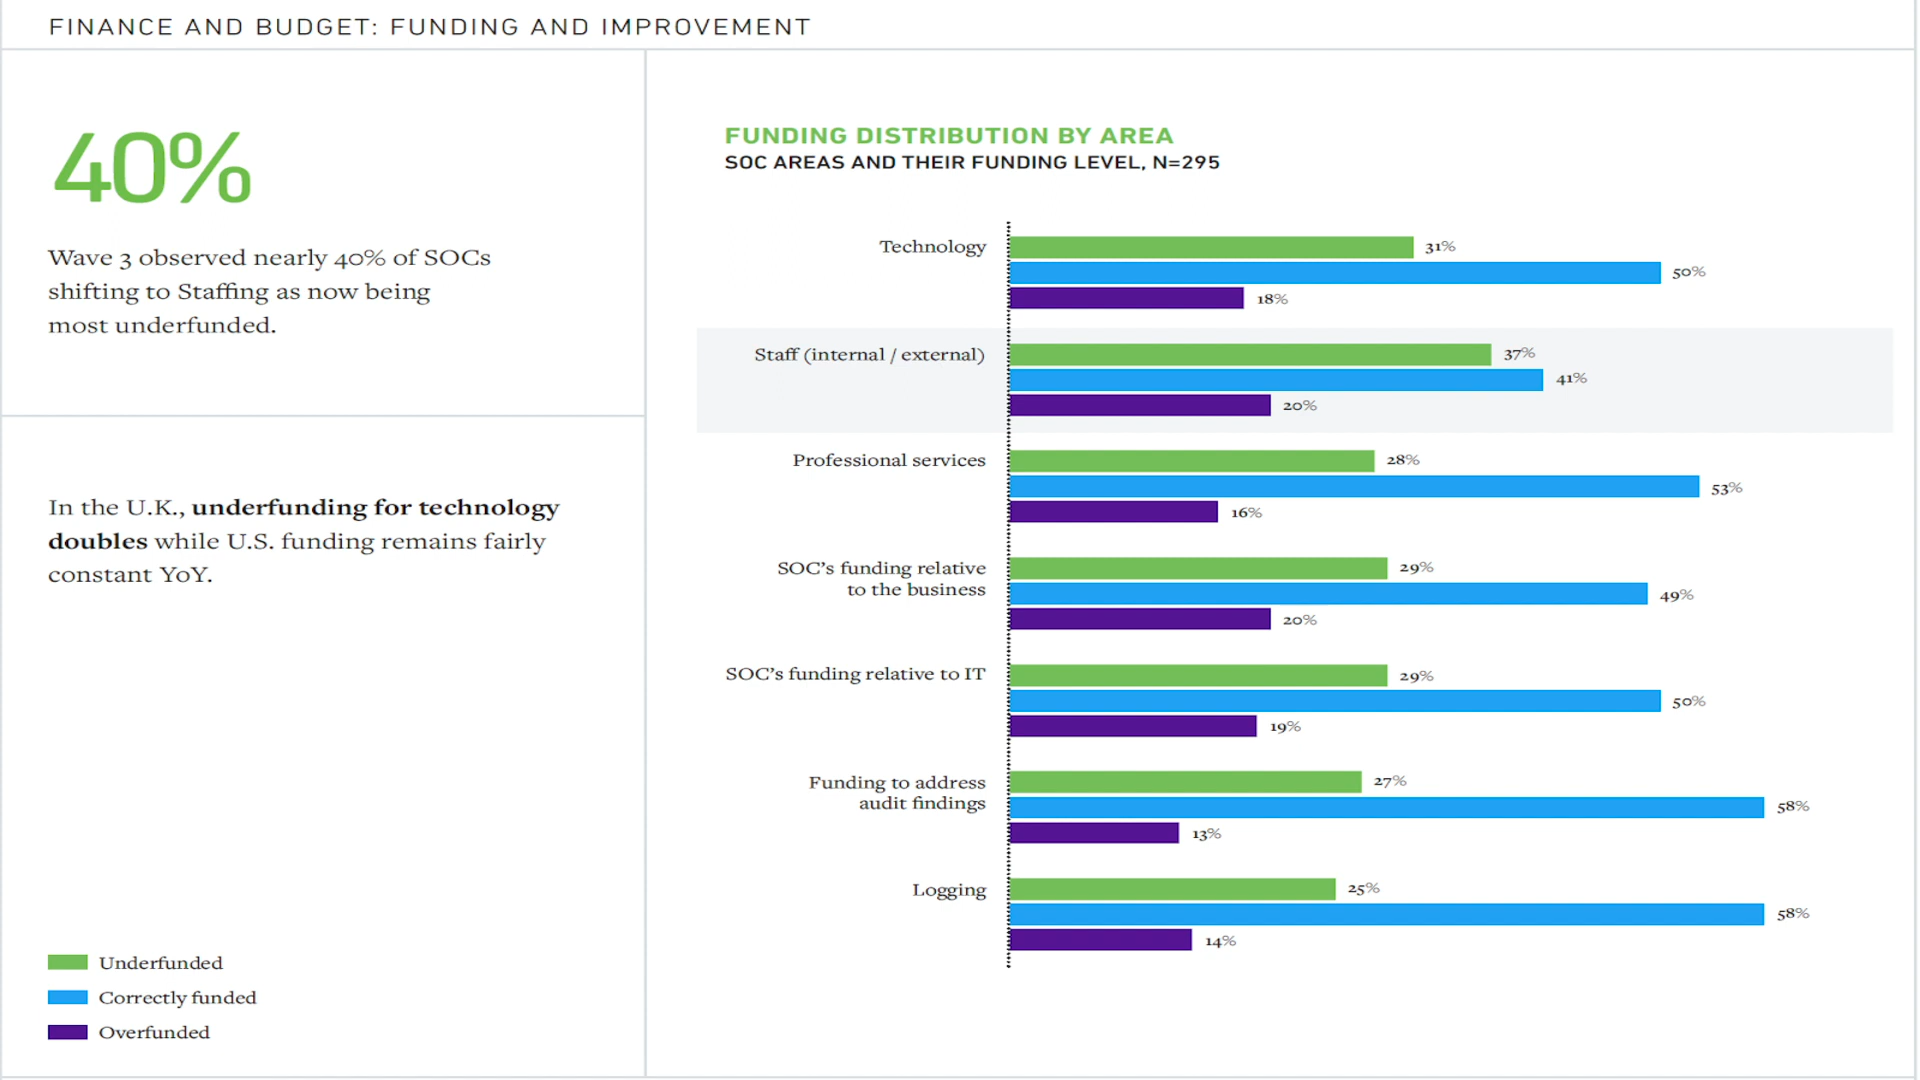 FINANCE AND BUDGET: FUNDING AND IMPROVEMENT
40%
Wave 3 observed nearly 40% of SOCs
shifting to Staffing as now being
most underfunded.
In the U.K., underfunding for technology
doubles while U.S. funding remains fairly
constant YoY.
Underfunded
Correctly funded
Overfunded
FUNDING DISTRIBUTION BY AREA
SOC AREAS AND THEIR FUNDING LEVEL, N=295
Technology
31%
50%
18%
Staff (internal / external)
37%
41%
20%
Professional services
28%
53%
16%
SOC’s funding relative
to the business
29%
49%
20%
SOC’s funding relative to IT
29%
50%
19%
Funding to address
audit findings
27%
58%
13%
Logging
25%
58%
14%